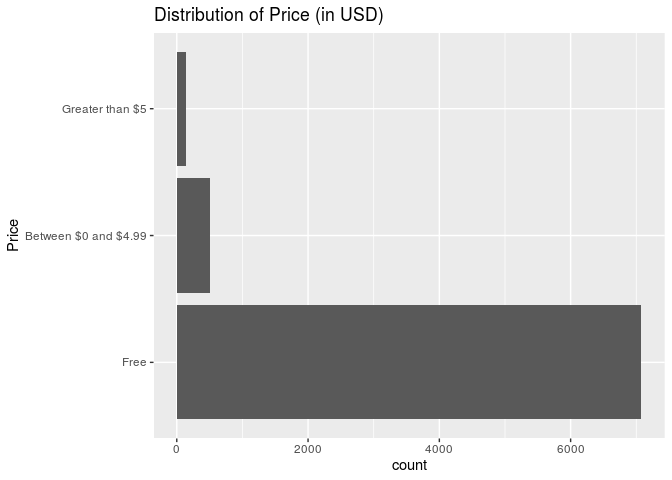 Distribution of Price (in USD)
Greater than $5
Between $0 and $4.99
Free
Price
0 2000 4000 6000
count